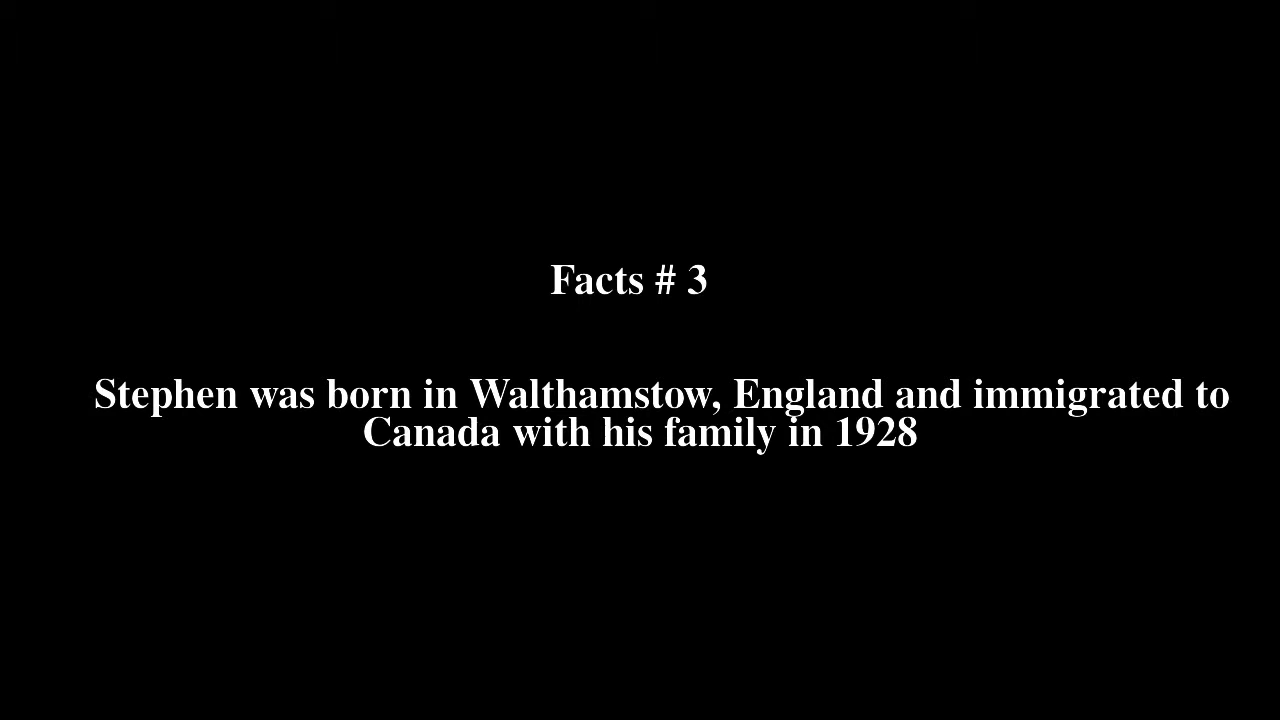 Facts # 3
Stephen was born in Walthamstow, England and immigrated to
Canada with his family in 1928